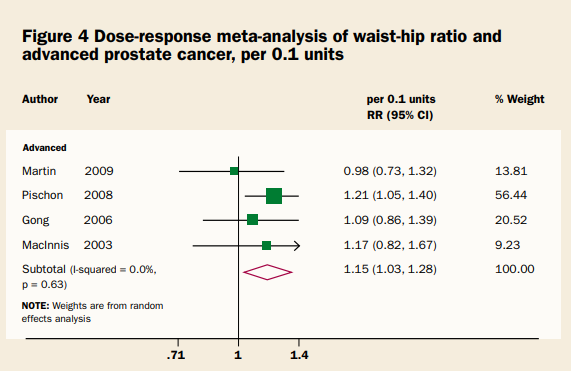 Figure 4 Dose-response meta-analysis of waist-hip ratio and
advanced prostate cancer, per 0.1 units
Author Year per 0.1 units % Weight
RR (95% CI)
Advanced
Martin 2009 0.98 (0.73, 1.32) 13.81
Pischon 2008 1.21 (1.05, 1.40) 56.44
Gong 2006 1.09 (0.86, 1.39) 20.52
MacInnis 2003 1.17 (0.82, 1.67) 9.23
Subtotal (I-squared = 0.0%, 1.15 (1.03, 1.28) 100.00
p = 0.63)
NOTE: Weights are from random
effects analysis
.71 1 1.4